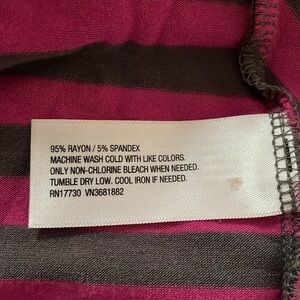 95% RAYON / 5% SPANDEX
MACHINE WASH COLD WITH LIKE COLORS.
ONLY NON-CHLORINE BLEACH WHEN NEEDED.
TUMBLE DRY LOW. COOL IRON IF NEEDED.
RN17730 VN3681882